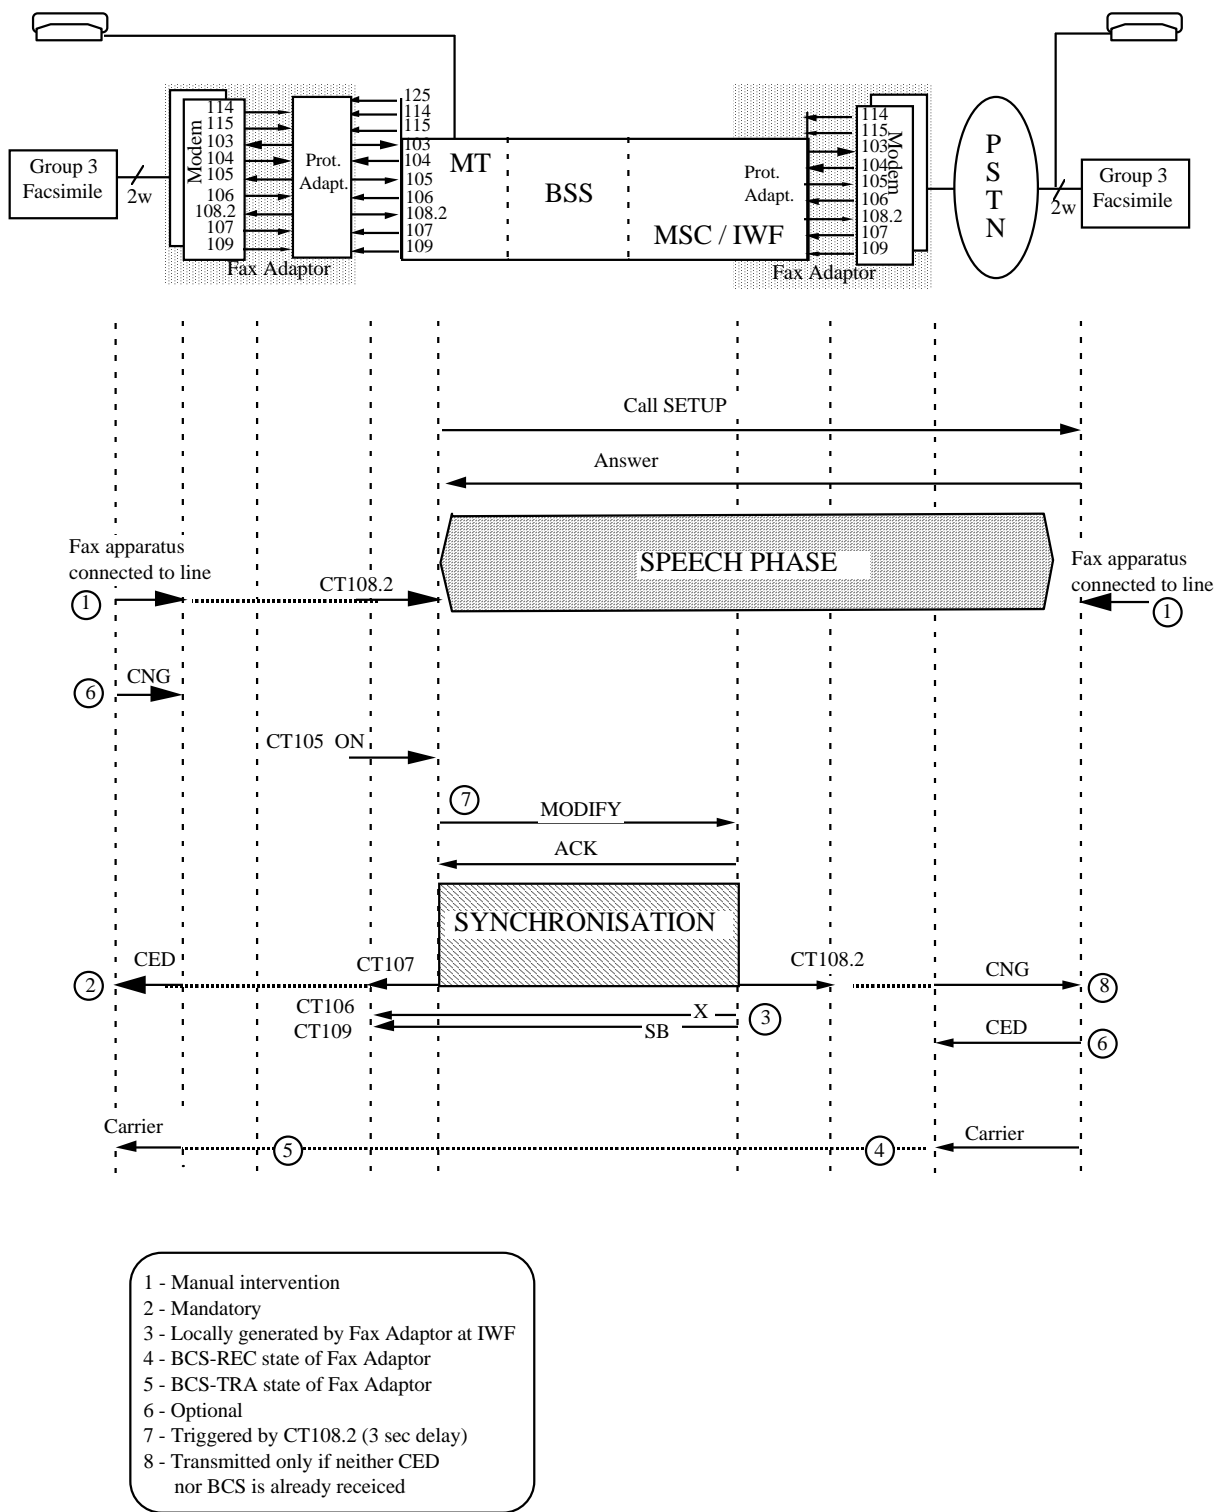 114
115
103
104
105
106
108.2
107
109
Modem
Prot.
Adapt.
125
114
115
103
104
105
106
108.2
107
109
MT
BSS
MSC / IWF
Prot.
Adapt.
114
115
103
104
105
106
108.2
107
109
Modem
P
S
T
N
Group 3
Facsimile
2w
Fax Adaptor
Fax Adaptor
2w
Group 3
Facsimile
Call SETUP
Answer
SPEECH PHASE
Fax apparatus
connected to line
1
CT108.2
Fax apparatus
connected to line
1
6
CNG
CT105 ON
7
MODIFY
ACK
SYNCHRONISATION
2
CED
CT107
CT108.2
CNG
8
CT106
X
3
CT109
SB
CED
6
Carrier
5
4
Carrier
1 - Manual intervention
2 - Mandatory
3 - Locally generated by Fax Adaptor at IWF
4 - BCS-REC state of Fax Adaptor
5 - BCS-TRA state of Fax Adaptor
6 - Optional
7 - Triggered by CT108.2 (3 sec delay)
8 - Transmitted only if neither CED
nor BCS is already receiced